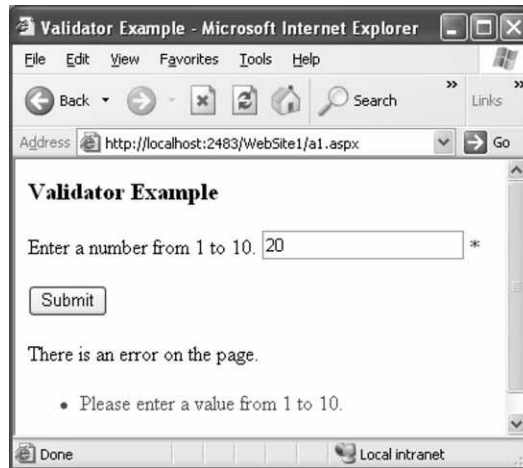 Validator Example - Microsoft Internet Explorer
File Edit View Favorites Tools Help
Back Search » Links »
Address http://localhost:2483/WebSite1/a1.aspx Go
Validator Example
Enter a number from 1 to 10. 20 *
Submit
There is an error on the page.
• Please enter a value from 1 to 10.
Done Local intranet